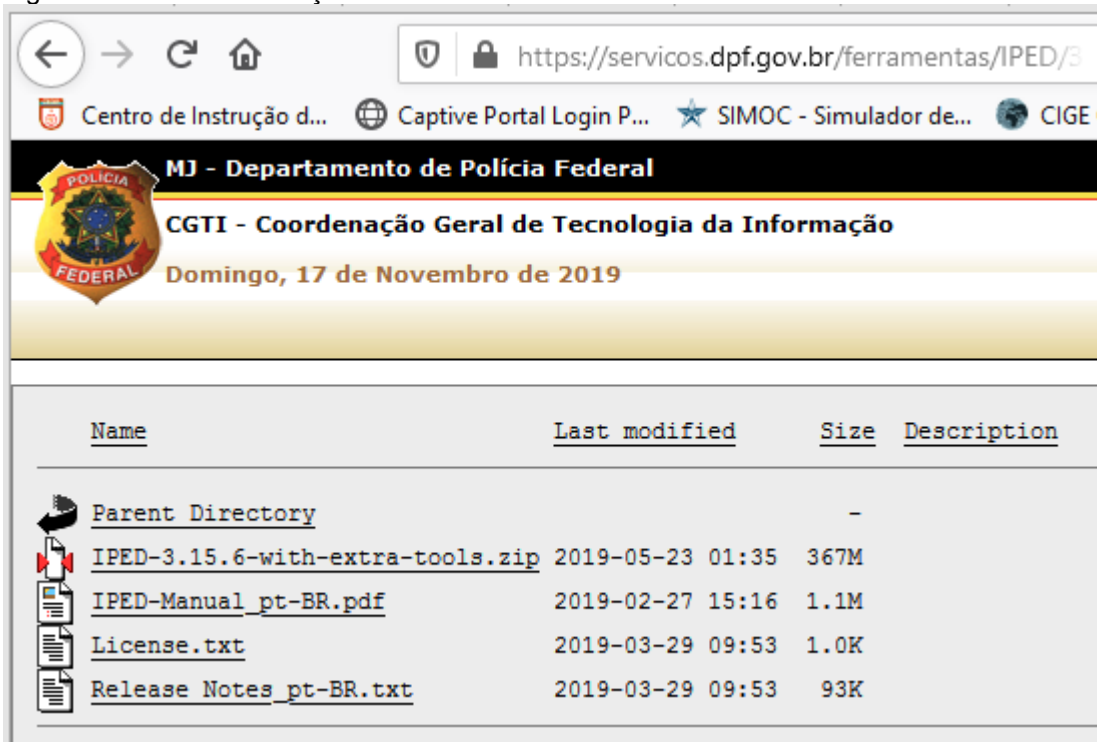 https://servicos.dpf.gov.br/ferramentas/IPED/3
Centro de Instrução d... Captive Portal Login P... SIMOC - Simulador de... CIGE
POLÍCIA FEDERAL
MJ - Departamento de Polícia Federal
CGTI - Coordenação Geral de Tecnologia da Informação
Domingo, 17 de Novembro de 2019
Name Last modified Size Description
Parent Directory -
IPED-3.15.6-with-extra-tools.zip 2019-05-23 01:35 367M
IPED-Manual_pt-BR.pdf 2019-02-27 15:16 1.1M
License.txt 2019-03-29 09:53 1.0K
Release Notes_pt-BR.txt 2019-03-29 09:53 93K